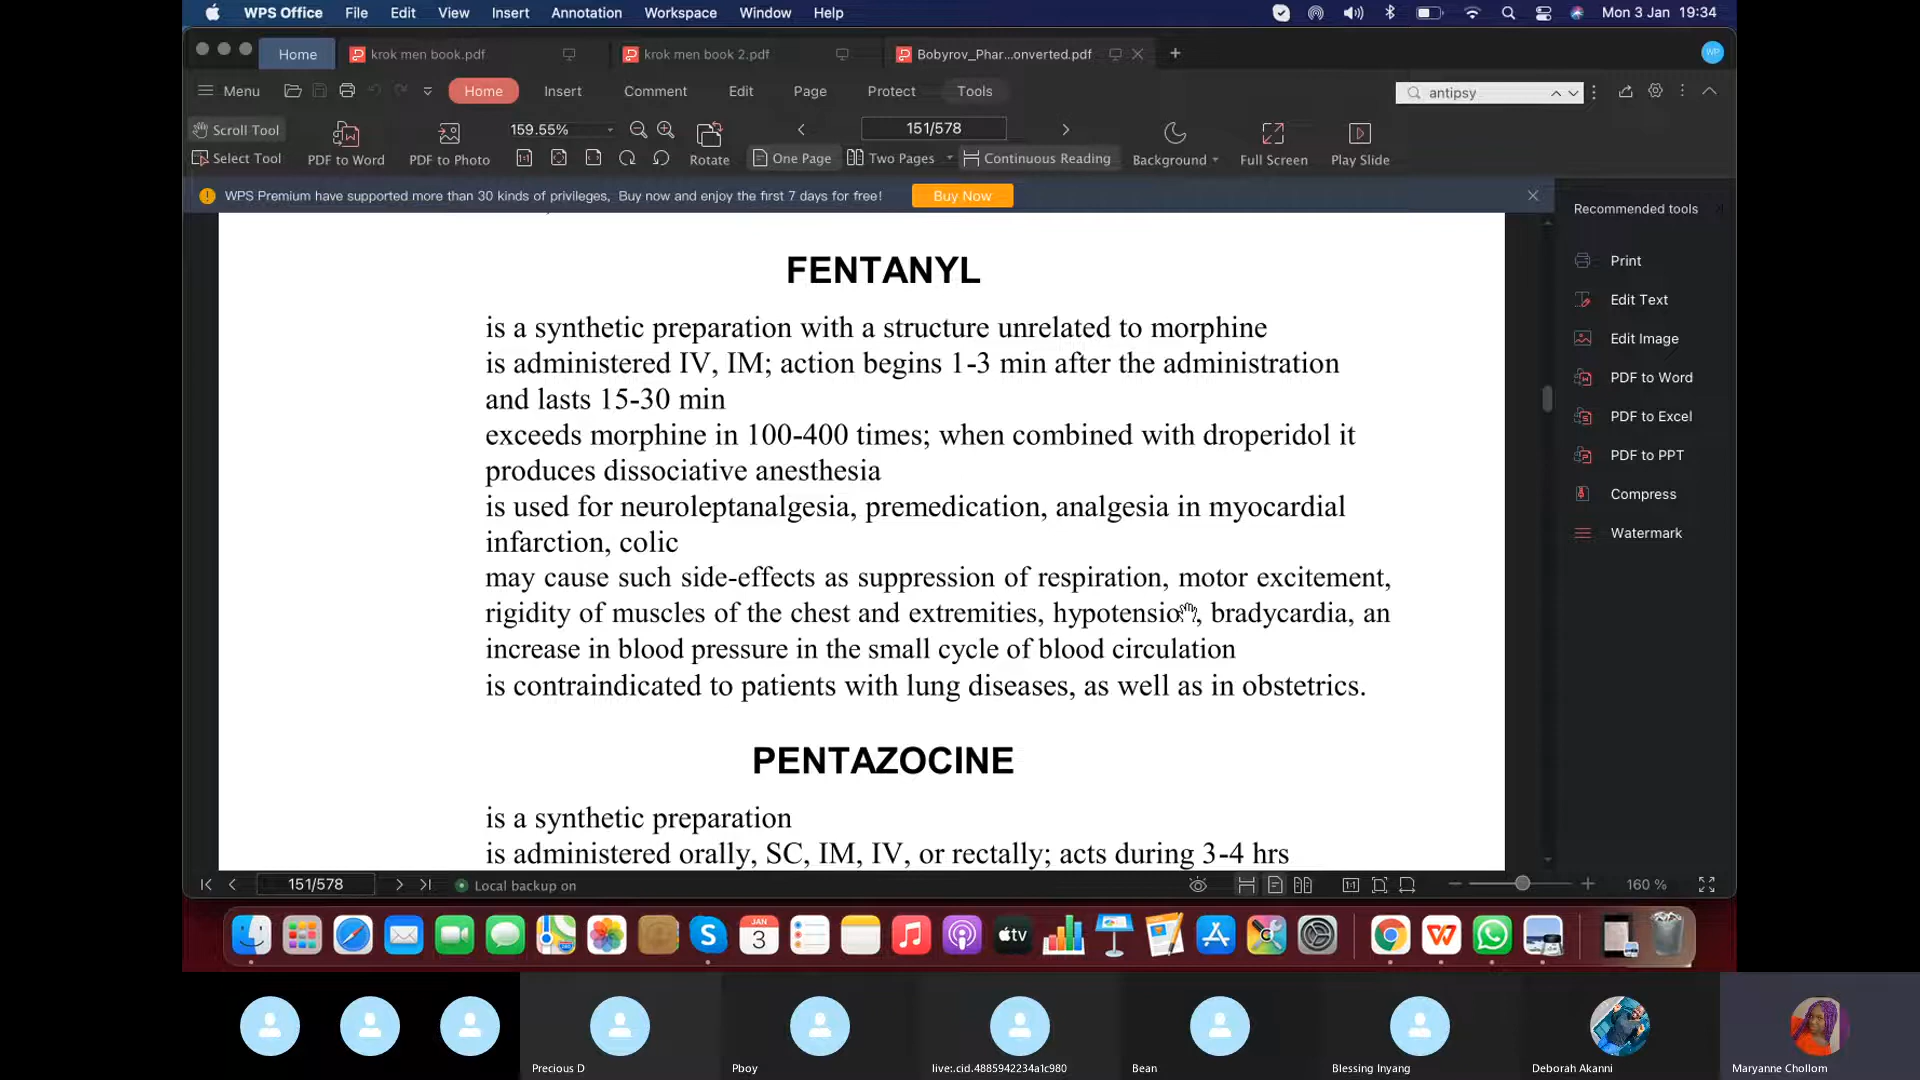 WPS Office File Edit View Insert Annotation Workspace Window Help Mon 3 Jan 19:34
Home krok men book.pdf krok men book 2.pdf Bobyrov_Phar...onverted.pdf WP
Menu Home Insert Comment Edit Page Protect Tools antipsy
Scroll Tool 159.55% 151/578
Select Tool PDF to Word PDF to Photo Rotate One Page Two Pages Continuous Reading Background Full Screen Play Slide
WPS Premium have supported more than 30 kinds of privileges, Buy now and enjoy the first 7 days for free! Buy Now
Recommended tools
Print
Edit Text
Edit Image
PDF to Word
PDF to Excel
PDF to PPT
Compress
Watermark
FENTANYL
is a synthetic preparation with a structure unrelated to morphine
is administered IV, IM; action begins 1-3 min after the administration
and lasts 15-30 min
exceeds morphine in 100-400 times; when combined with droperidol it
produces dissociative anesthesia
is used for neuroleptanalgesia, premedication, analgesia in myocardial
infarction, colic
may cause such side-effects as suppression of respiration, motor excitement,
rigidity of muscles of the chest and extremities, hypotension, bradycardia, an
increase in blood pressure in the small cycle of blood circulation
is contraindicated to patients with lung diseases, as well as in obstetrics.
PENTAZOCINE
is a synthetic preparation
is administered orally, SC, IM, IV, or rectally; acts during 3-4 hrs
151/578 Local backup on 160 %
JAN
3
tv
Precious D Pboy live:.cid.4885942234a1c980 Bean Blessing Inyang Deborah Akanni Maryanne Chollom